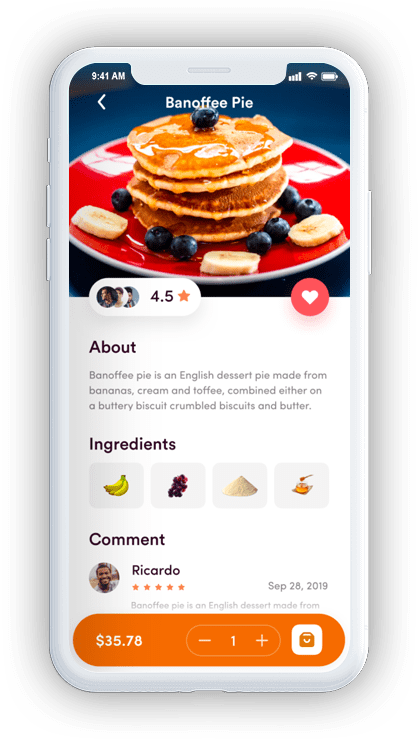 9:41 AM
Banoffee Pie
4.5
About
Banoffee pie is an English dessert pie made from
bananas, cream and toffee, combined either on
a buttery biscuit crumbled biscuits and butter.
Ingredients
Comment
Ricardo
Sep 28, 2019
Banoffee pie is an English dessert made from
$35.78
1